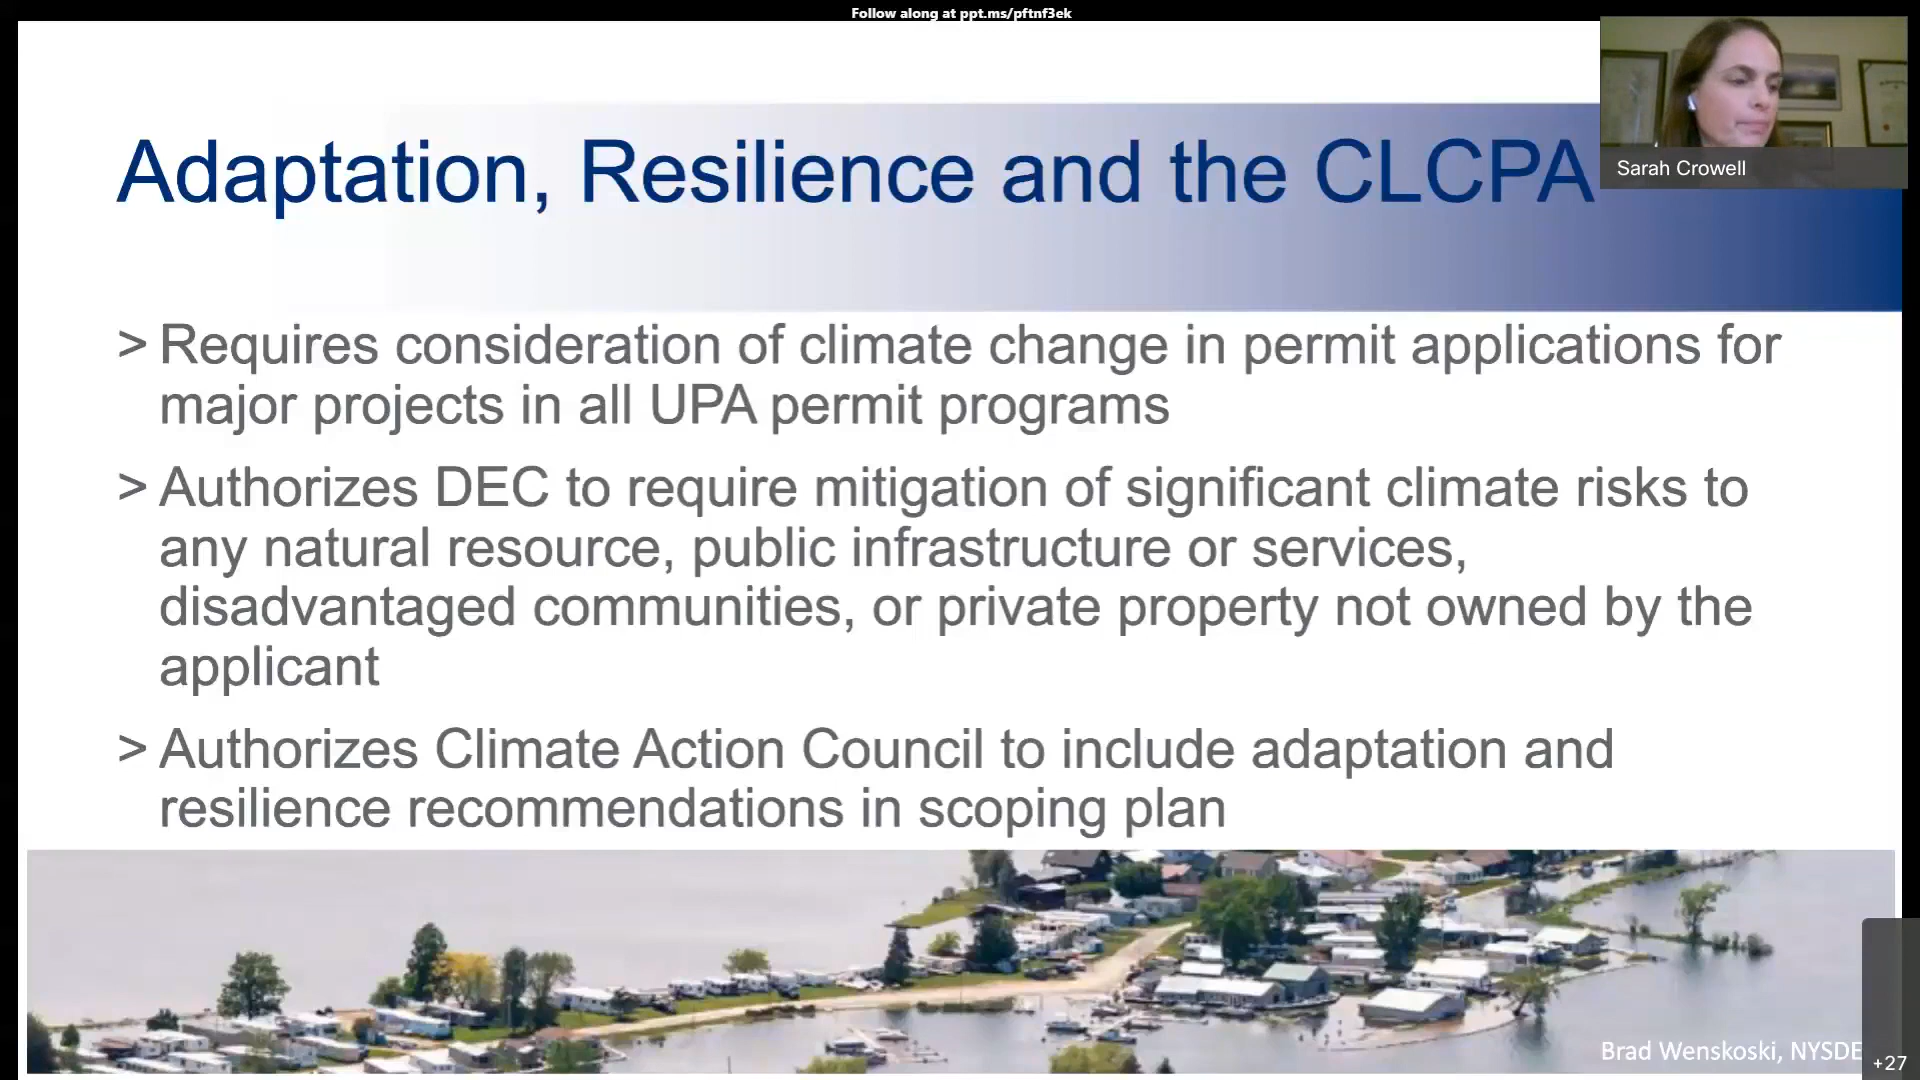 Follow along at ppt.ms/pftnf3ek
Adaptation, Resilience and the CLCPA
Sarah Crowell
> Requires consideration of climate change in permit applications for
major projects in all UPA permit programs
> Authorizes DEC to require mitigation of significant climate risks to
any natural resource, public infrastructure or services,
disadvantaged communities, or private property not owned by the
applicant
> Authorizes Climate Action Council to include adaptation and
resilience recommendations in scoping plan
Brad Wenskoski, NYSDE
+27